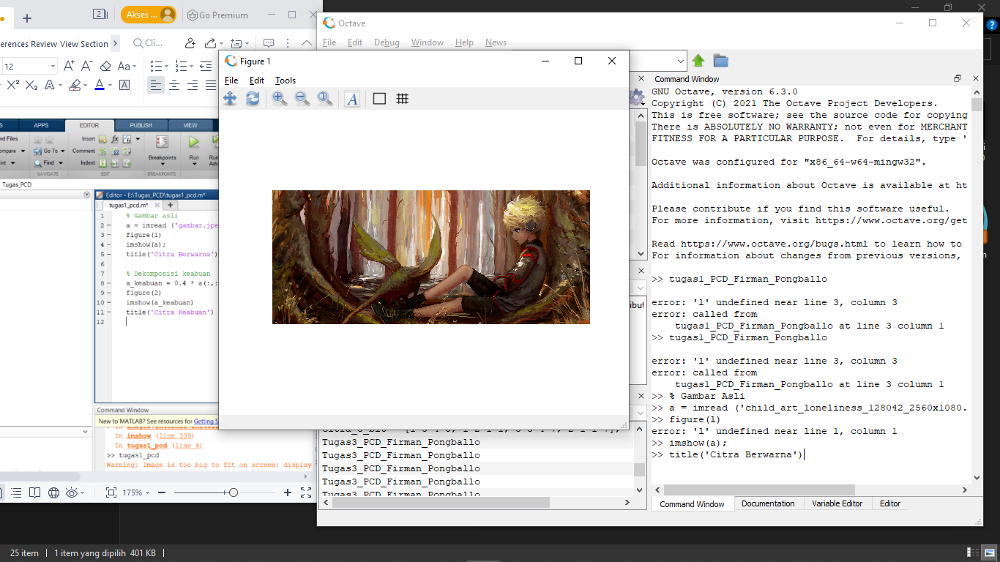 2
Akses ...
Go Premium
erences Review View Section
Cli...
12
Aa
APPS
EDITOR
PUBLISH
VIEW
nd Files
Insert
fx
ompare
Go To
Comment
Breakpoints
Run
int
Find
Indent
NAVIGATE
EDIT
BREAKPOINTS
Tugas_PCD
Editor - E:\Tugas_PCD\tugas1_pcd.m*
tugas1_pcd.m*
1 % Gambar asli
2 - a = imread ('gambar.jpe
3 - figure(1)
4 - imshow(a);
5 - title('Citra Berwarna')
6
7 % Dekomposisi keabuan
8 - a_keabuan = 0.4 * a(:,:
9 - figure(2)
10 - imshow(a_keabuan)
11 - title('Citra Keabuan')
12
Command Window
New to MATLAB? See resources for Getting S
In imshow (line 309)
In tugas1_pcd (line 4)
>> tugas1_pcd
Warning: Image is too big to fit on screen; display
175%
25 item
1 item yang dipilih 401 KB
Octave
File Edit Debug Window Help News
Figure 1
File Edit Tools
A
ribut
Tugas3_PCD_Firman_Pongballo
Tugas3_PCD_Firman_Pongballo
Tugas3_PCD_Firman_Pongballo
Tugas3_PCD_Firman_Pongballo
Tugas3_PCD_Firman_Pongballo
Command Window
GNU Octave, version 6.3.0
Copyright (C) 2021 The Octave Project Developers.
This is free software; see the source code for copying
There is ABSOLUTELY NO WARRANTY; not even for MERCHANT
FITNESS FOR A PARTICULAR PURPOSE.  For details, type '
Octave was configured for "x86_64-w64-mingw32".
Additional information about Octave is available at ht
Please contribute if you find this software useful.
For more information, visit https://www.octave.org/get
Read https://www.octave.org/bugs.html to learn how to
For information about changes from previous versions,
>> tugas1_PCD_Firman_Pongballo
error: 'l' undefined near line 3, column 3
error: called from
tugas1_PCD_Firman_Pongballo at line 3 column 1
>> tugas1_PCD_Firman_Pongballo
error: 'l' undefined near line 3, column 3
error: called from
tugas1_PCD_Firman_Pongballo at line 3 column 1
>> % Gambar Asli
>> a = imread ('child_art_loneliness_128042_2560x1080.
>> figure(l)
error: 'l' undefined near line 1, column 1
>> imshow(a);
>> title('Citra Berwarna')
Command Window
Documentation
Variable Editor
Editor